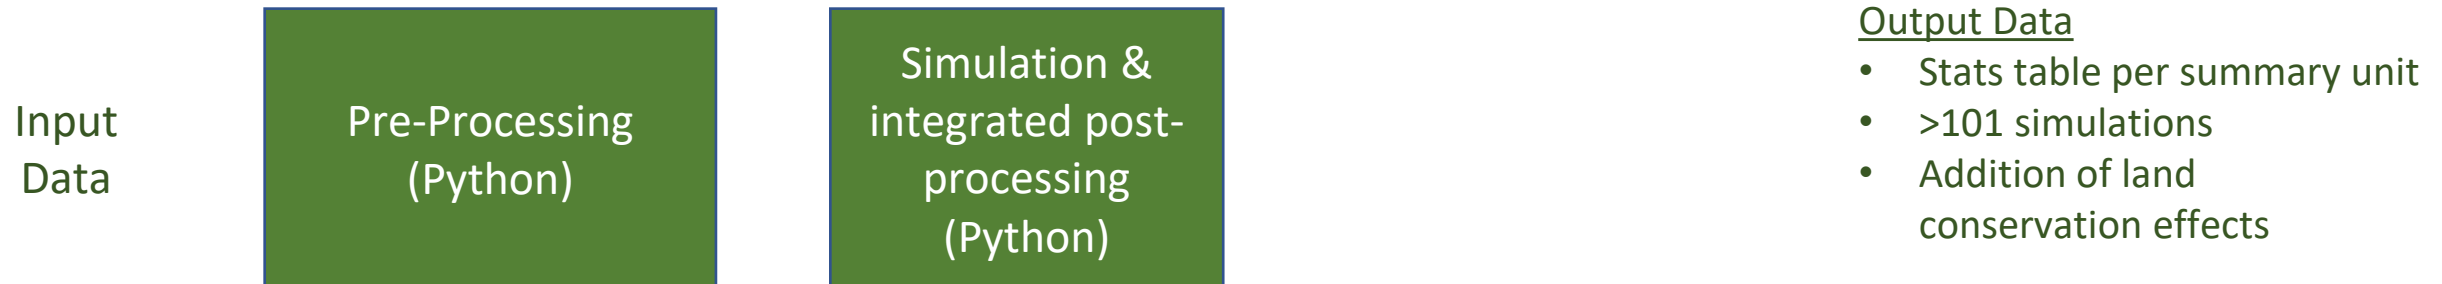 Input
Data
Pre-Processing
(Python)
Simulation &
integrated post-
processing
(Python)
Output Data
• Stats table per summary unit
• >101 simulations
• Addition of land
conservation effects